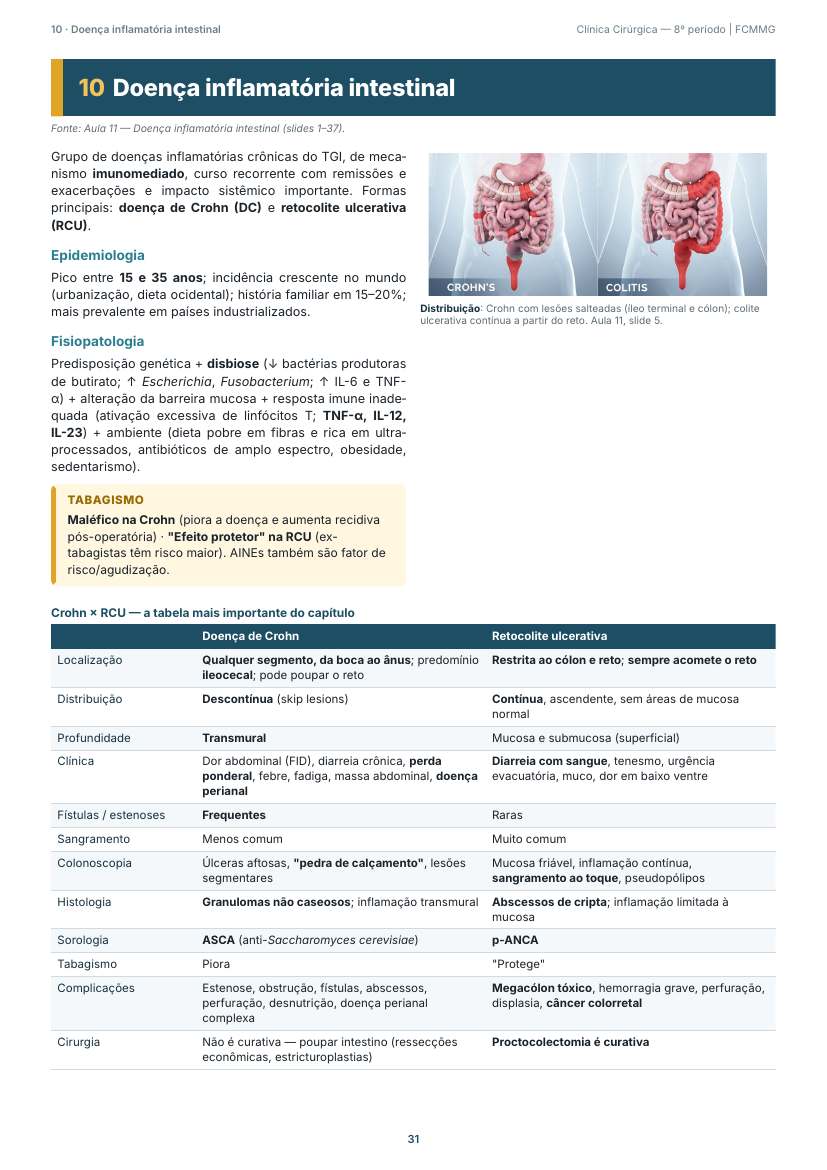 10 · Doença inflamatória intestinal
Clínica Cirúrgica — 8º período | FCMMG
10 Doença inflamatória intestinal
Fonte: Aula 11 — Doença inflamatória intestinal (slides 1–37).
Grupo de doenças inflamatórias crônicas do TGI, de meca-
nismo imunomediado, curso recorrente com remissões e
exacerbações e impacto sistêmico importante. Formas
principais: doença de Crohn (DC) e retocolite ulcerativa
(RCU).
Epidemiologia
Pico entre 15 e 35 anos; incidência crescente no mundo
(urbanização, dieta ocidental); história familiar em 15–20%;
mais prevalente em países industrializados.
Fisiopatologia
Predisposição genética + disbiose (↓ bactérias produtoras
de butirato; ↑ Escherichia, Fusobacterium; ↑ IL-6 e TNF-
α) + alteração da barreira mucosa + resposta imune inade-
quada (ativação excessiva de linfócitos T; TNF-α, IL-12,
IL-23) + ambiente (dieta pobre em fibras e rica em ultra-
processados, antibióticos de amplo espectro, obesidade,
sedentarismo).
TABAGISMO
Maléfico na Crohn (piora a doença e aumenta recidiva
pós-operatória) · "Efeito protetor" na RCU (ex-
tabagistas têm risco maior). AINEs também são fator de
risco/agudização.
CROHN'S
COLITIS
Distribuição: Crohn com lesões salteadas (íleo terminal e cólon); colite
ulcerativa contínua a partir do reto. Aula 11, slide 5.
Crohn × RCU — a tabela mais importante do capítulo
Doença de Crohn
Retocolite ulcerativa
Localização
Qualquer segmento, da boca ao ânus; predomínio
ileocecal; pode poupar o reto
Restrita ao cólon e reto; sempre acomete o reto
Distribuição
Descontínua (skip lesions)
Contínua, ascendente, sem áreas de mucosa
normal
Profundidade
Transmural
Mucosa e submucosa (superficial)
Clínica
Dor abdominal (FID), diarreia crônica, perda
ponderal, febre, fadiga, massa abdominal, doença
perianal
Diarreia com sangue, tenesmo, urgência
evacuatória, muco, dor em baixo ventre
Fístulas / estenoses
Frequentes
Raras
Sangramento
Menos comum
Muito comum
Colonoscopia
Úlceras aftosas, "pedra de calçamento", lesões
segmentares
Mucosa friável, inflamação contínua,
sangramento ao toque, pseudopólipos
Histologia
Granulomas não caseosos; inflamação transmural
Abscessos de cripta; inflamação limitada à
mucosa
Sorologia
ASCA (anti-Saccharomyces cerevisiae)
p-ANCA
Tabagismo
Piora
"Protege"
Complicações
Estenose, obstrução, fístulas, abscessos,
perfuração, desnutrição, doença perianal
complexa
Megacólon tóxico, hemorragia grave, perfuração,
displasia, câncer colorretal
Cirurgia
Não é curativa — poupar intestino (ressecções
econômicas, estricturoplastias)
Proctocolectomia é curativa
31